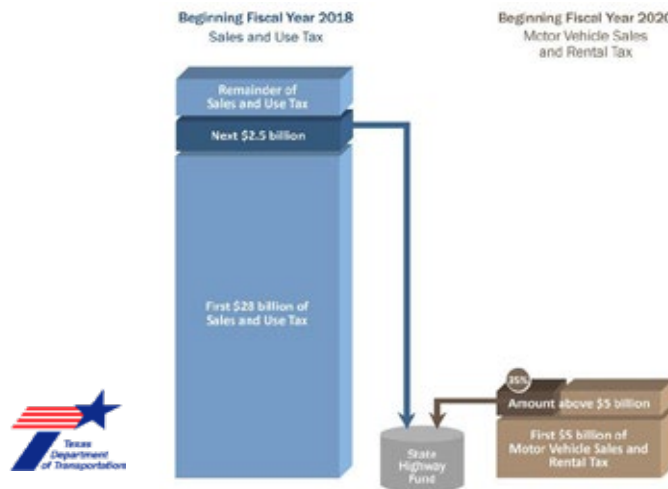 Beginning Fiscal Year 2018
Sales and Use Tax
Remainder of
Sales and Use Tax
Next $2.5 billion
First $28 billion of
Sales and Use Tax
Beginning Fiscal Year 2020
Motor Vehicle Sales
and Rental Tax
35%
Amount above $5 billion
First $5 billion of
Motor Vehicle Sales and
Rental Tax
State
Highway
Fund
Texas
Department
of Transportation